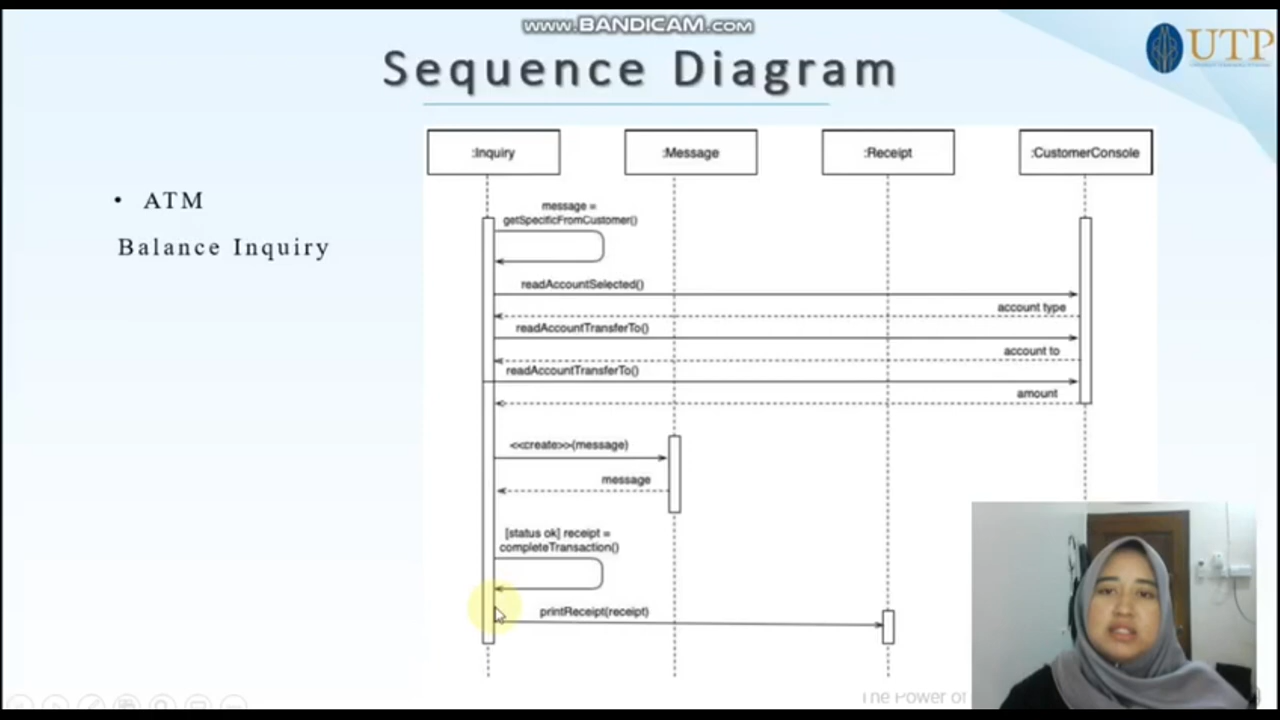 www.BANDICAM.com
Sequence Diagram
UTP
• ATM
Balance Inquiry
:Inquiry
:Message
:Receipt
:CustomerConsole
message =
getSpecificFromCustomer()
readAccountSelected()
account type
readAccountTransferTo()
account to
readAccountTransferTo()
amount
<<create>>(message)
message
[status ok] receipt =
completeTransaction()
printReceipt(receipt)
The Power of